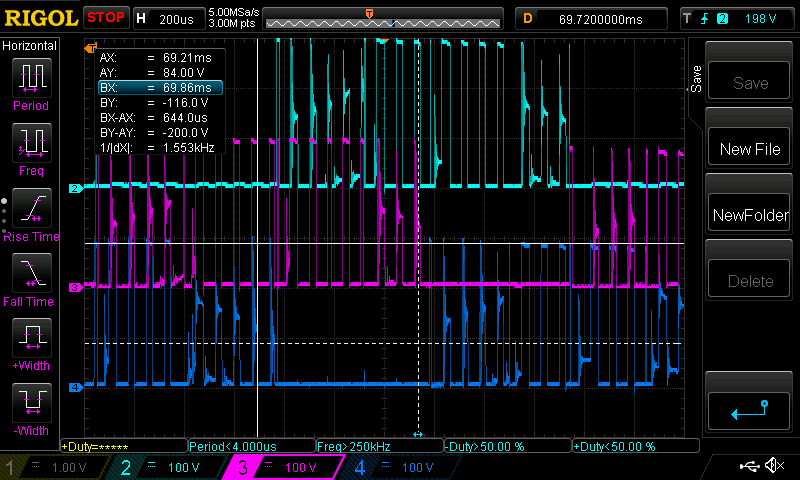 RIGOL STOP H 200us 5.00MSa/s 3.00M pts T D 69.7200000ms T 2 198 V
Horizontal
Period
Freq
Rise Time
Fall Time
+Width
-Width
T
AX: = 69.21ms
AY: = 84.00 V
BX: = 69.86ms
BY: = -116.0 V
BX-AX: = 644.0us
BY-AY: = -200.0 V
1/|dX|: = 1.553kHz
2
3
4
Save
Save
New File
NewFolder
Delete
+Duty=***** Period<4.000us Freq>250kHz -Duty>50.00 % +Duty<50.00 %
1 = 1.00 V 2 = 100 V 3 = 100 V 4 = 100 V